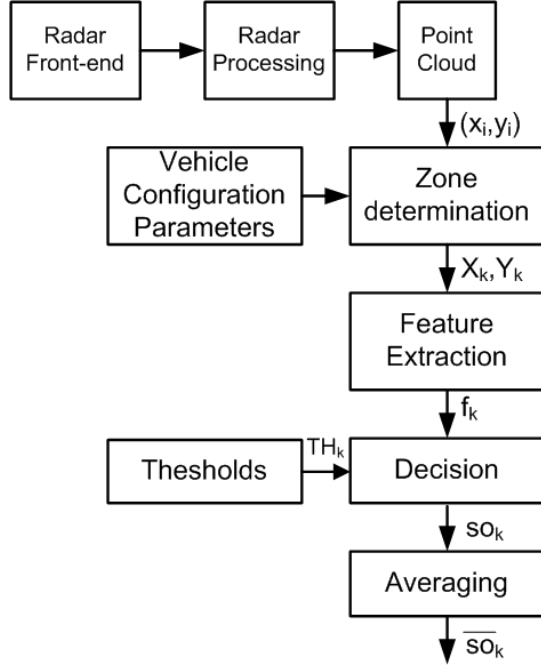 Radar
Front-end
Radar
Processing
Point
Cloud
(xᵢ,yᵢ)
Vehicle
Configuration
Parameters
Zone
determination
Xₖ,Yₖ
Feature
Extraction
fₖ
Thesholds
THₖ
Decision
soₖ
Averaging
s̅o̅ₖ